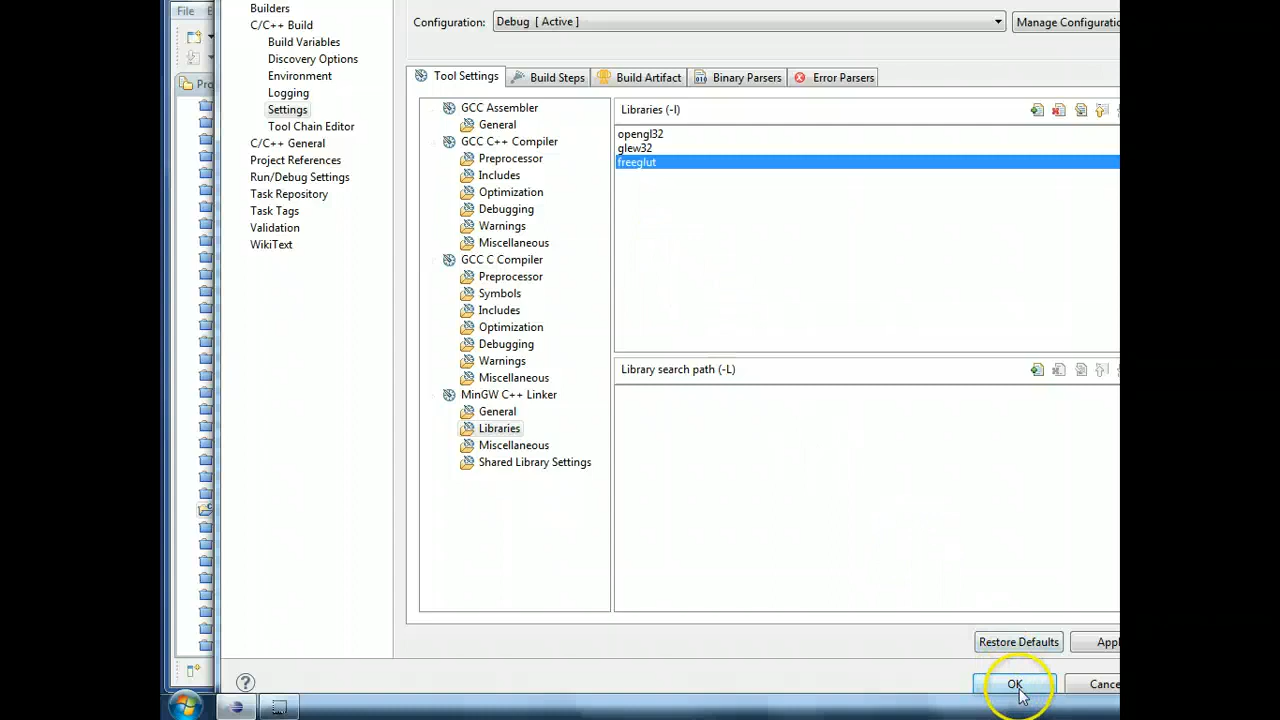 File
Builders
Configuration:
Debug [ Active ]
C/C++ Build
Build Variables
Discovery Options
Environment
Logging
Settings
Tool Chain Editor
C/C++ General
Project References
Run/Debug Settings
Task Repository
Task Tags
Validation
WikiText
Tool Settings
Build Steps
Build Artifact
Binary Parsers
Error Parsers
GCC Assembler
General
GCC C++ Compiler
Preprocessor
Includes
Optimization
Debugging
Warnings
Miscellaneous
GCC C Compiler
Preprocessor
Symbols
Includes
Optimization
Debugging
Warnings
Miscellaneous
MinGW C++ Linker
General
Libraries
Miscellaneous
Shared Library Settings
Libraries (-l)
opengl32
glew32
freeglut
Library search path (-L)
Restore Defaults
OK